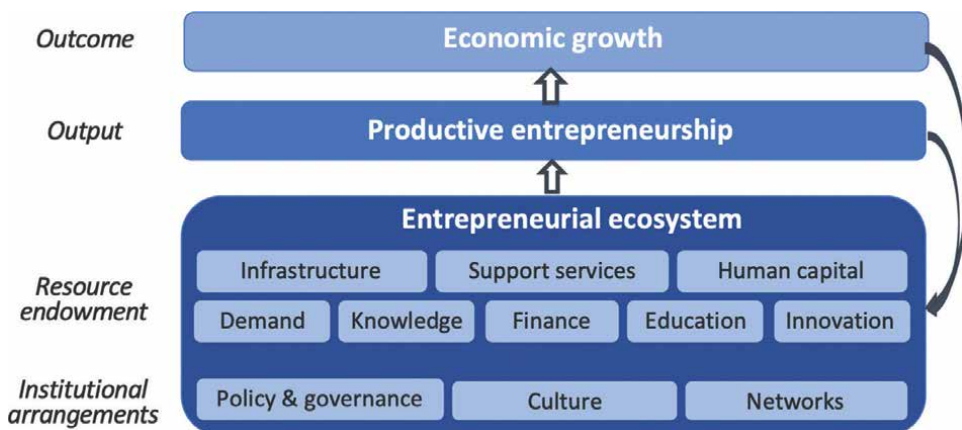 Outcome
Economic growth
Output
Productive entrepreneurship
Entrepreneurial ecosystem
Resource
endowment
Infrastructure
Support services
Human capital
Demand
Knowledge
Finance
Education
Innovation
Institutional
arrangements
Policy & governance
Culture
Networks